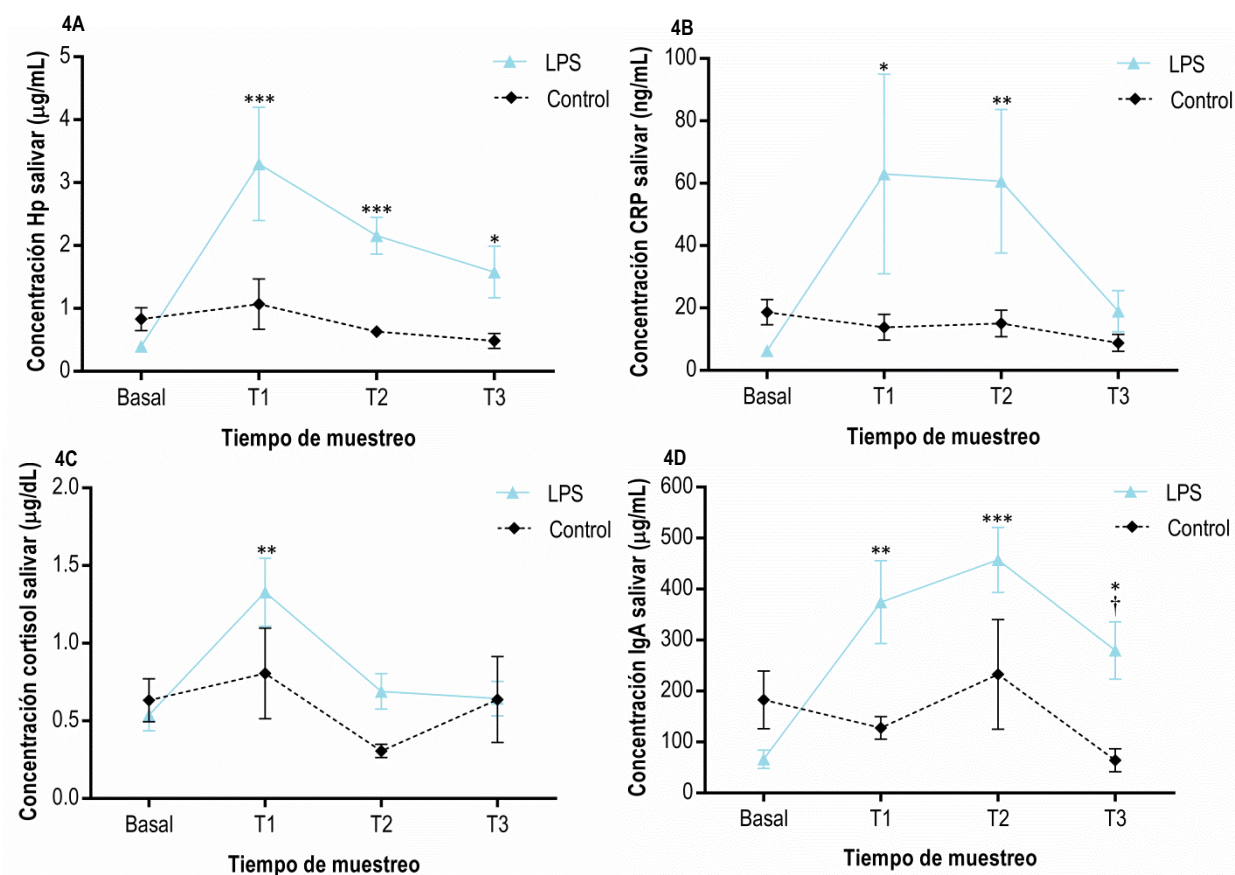 4A
Concentración Hp salivar (µg/mL)
5
4
3
2
1
0
LPS
Control
***
***
*
Basal T1 T2 T3
Tiempo de muestreo
4B
Concentración CRP salivar (ng/mL)
100
80
60
40
20
0
LPS
Control
*
**
Basal T1 T2 T3
Tiempo de muestreo
4C
Concentración cortisol salivar (µg/dL)
2.0
1.5
1.0
0.5
0.0
LPS
Control
**
Basal T1 T2 T3
Tiempo de muestreo
4D
Concentración IgA salivar (µg/mL)
600
500
400
300
200
100
0
LPS
Control
**
***
*
†
Basal T1 T2 T3
Tiempo de muestreo